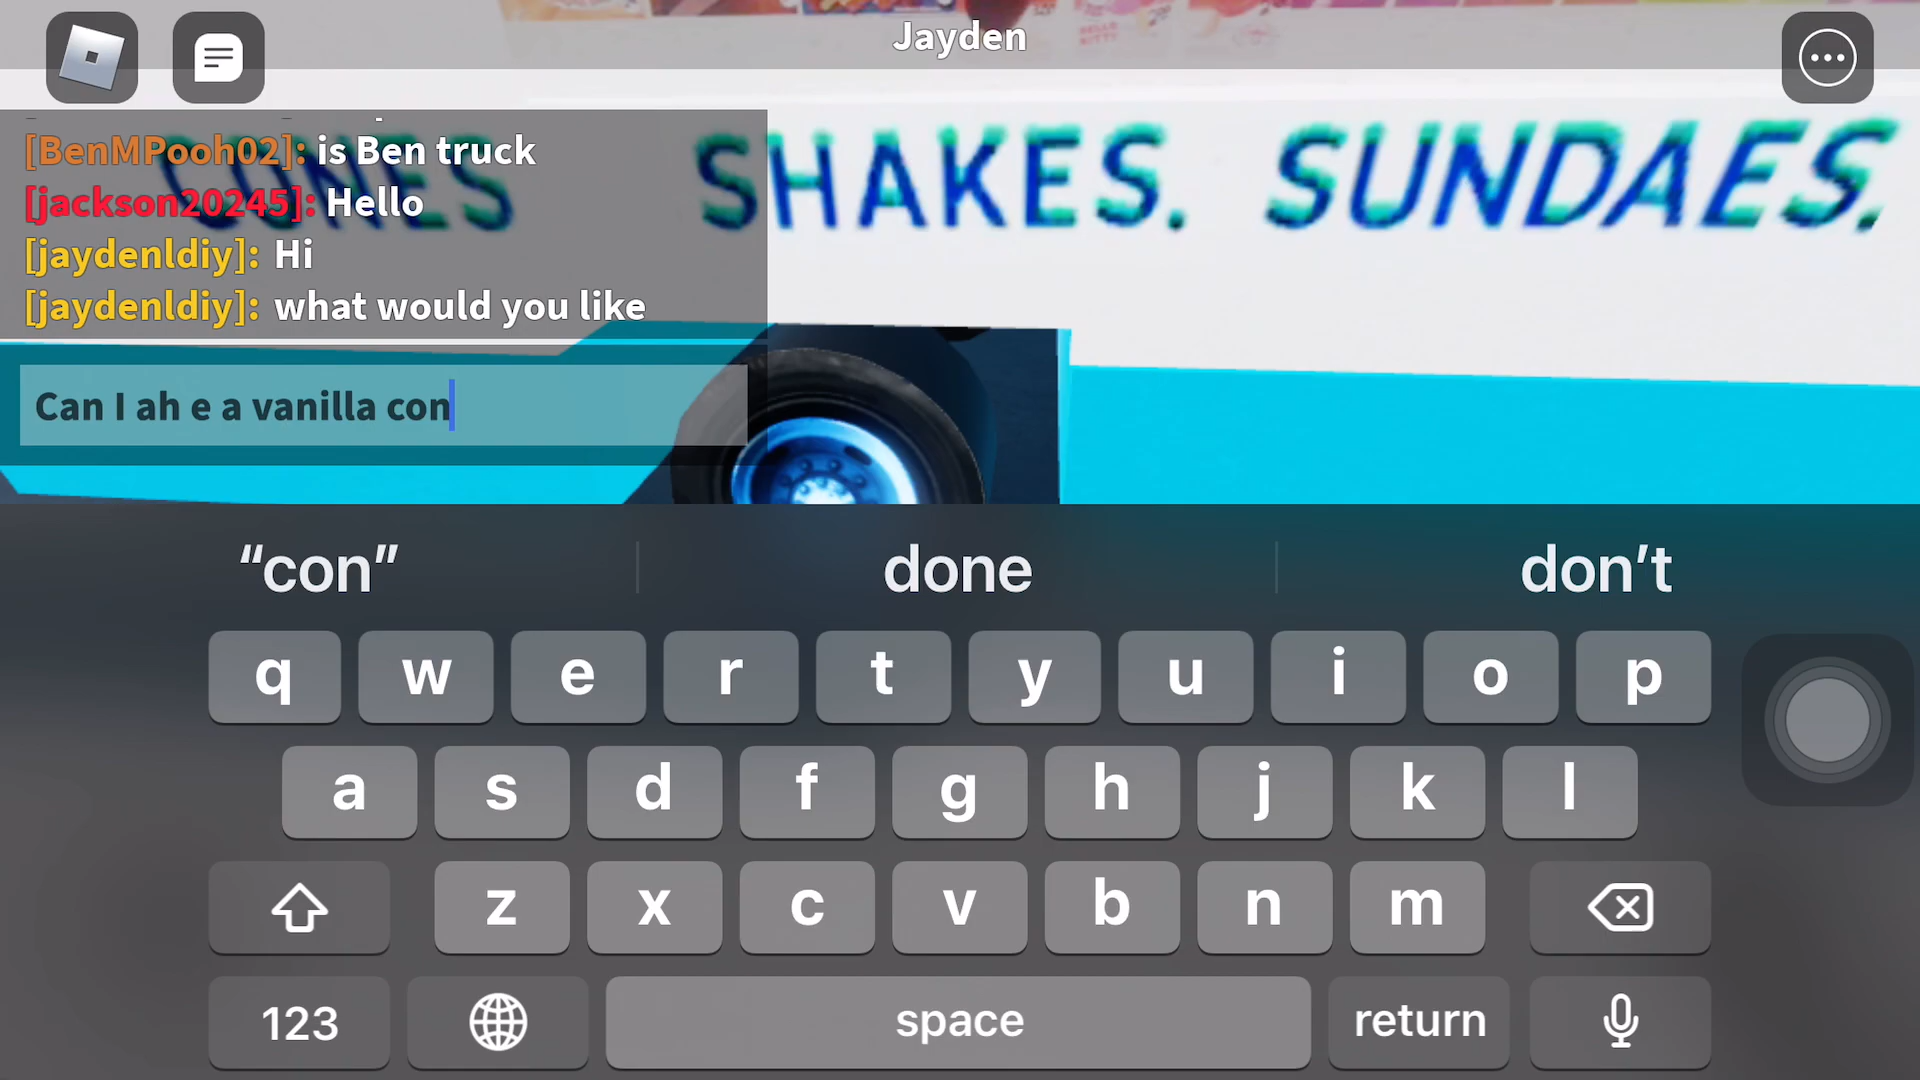 Jayden
CONES SHAKES. SUNDAES.
[BenMPooh02]: is Ben truck
[jackson20245]: Hello
[jaydenldiy]: Hi
[jaydenldiy]: what would you like
Can I ah e a vanilla con
“con” done don’t
q w e r t y u i o p
a s d f g h j k l
z x c v b n m
123 space return